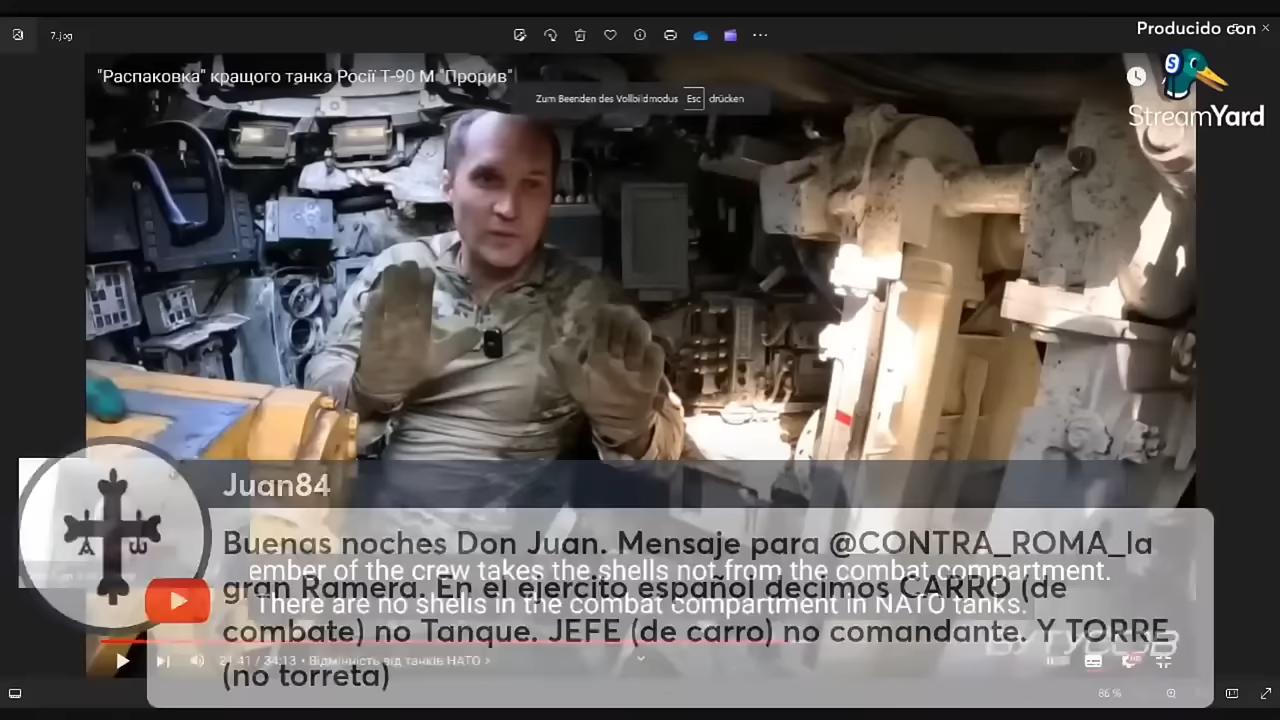 7.jpg
Producido con
StreamYard
"Распаковка" кращого танка Росії Т-90 М "Прорив"
Zum Beenden des Vollbildmodus Esc drücken
Juan84
Buenas noches Don Juan. Mensaje para @CONTRA_ROMA_la
gran Ramera. En el ejercito español decimos CARRO (de
combate) no Tanque. JEFE (de carro) no comandante. Y TORRE
(no torreta)
ember of the crew takes the shells not from the combat compartment.
There are no shells in the combat compartment in NATO tanks.
БУТУСОВ
21:41 / 34:13 • Відмінність від танків НАТО >
86 %